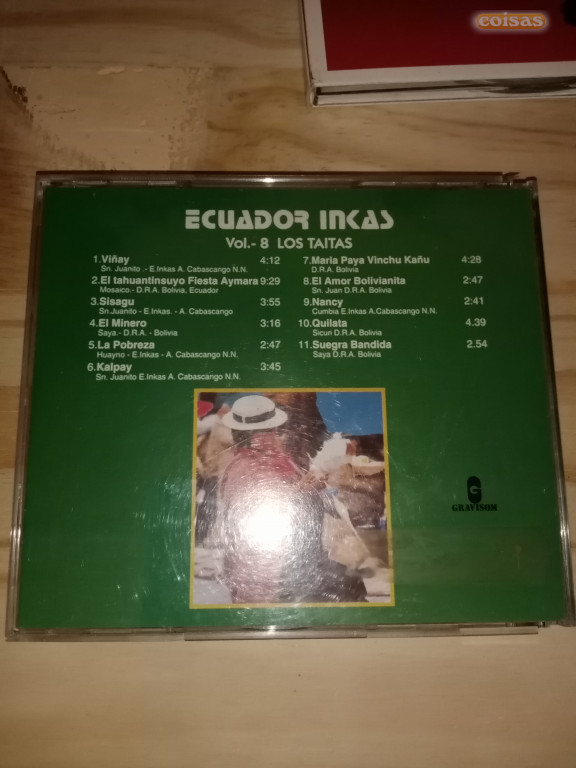 coisas
ECUADOR INKAS
Vol.- 8 LOS TAITAS
1.Viñay 4:12
Sn. Juanito .- E.Inkas A. Cabascango N.N.
2.El tahuantinsuyo Fiesta Aymara 9:29
Mosaico.- D.R.A. Bolivia, Ecuador
3.Sisagu 3:55
Sn.Juanito - E.Inkas. - A. Cabascango
4.El Minero 3:16
Saya.- D.R.A. - Bolivia
5.La Pobreza 2:47
Huayno - E.Inkas - A. Cabascango N.N,
6.Kalpay 3:45
Sn. Juanito E.Inkas A. Cabascango N.N.
7.Maria Paya Vinchu Kañu 4:28
D.R.A. Bolivia
8.El Amor Bolivianita 2:47
Sn. Juan D.R.A. Bolivia
9.Nancy 2:41
Cumbia E.Inkas A. Cabascango N.N.
10.Quilata 4.39
Sicuri D.R.A. Bolivia
11.Suegra Bandida 2.54
Saya D.R.A. Bolivia
G
GRAVISOM